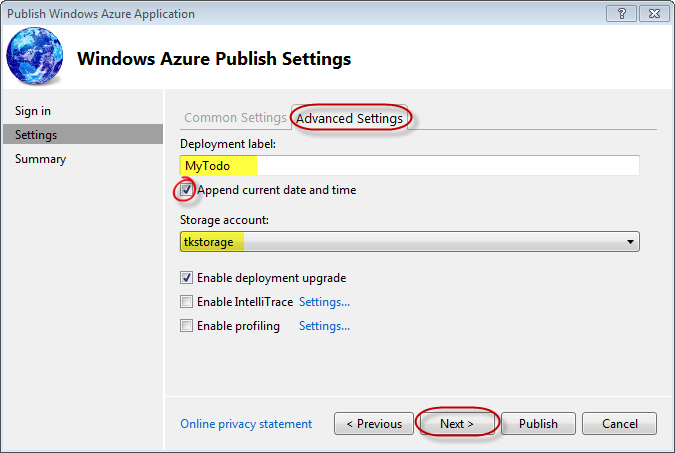 Publish Windows Azure Application
Windows Azure Publish Settings
Sign in
Settings
Summary
Common Settings Advanced Settings
Deployment label:
MyTodo
Append current date and time
Storage account:
tkstorage
Enable deployment upgrade
Enable IntelliTrace Settings...
Enable profiling Settings...
Online privacy statement < Previous Next > Publish Cancel